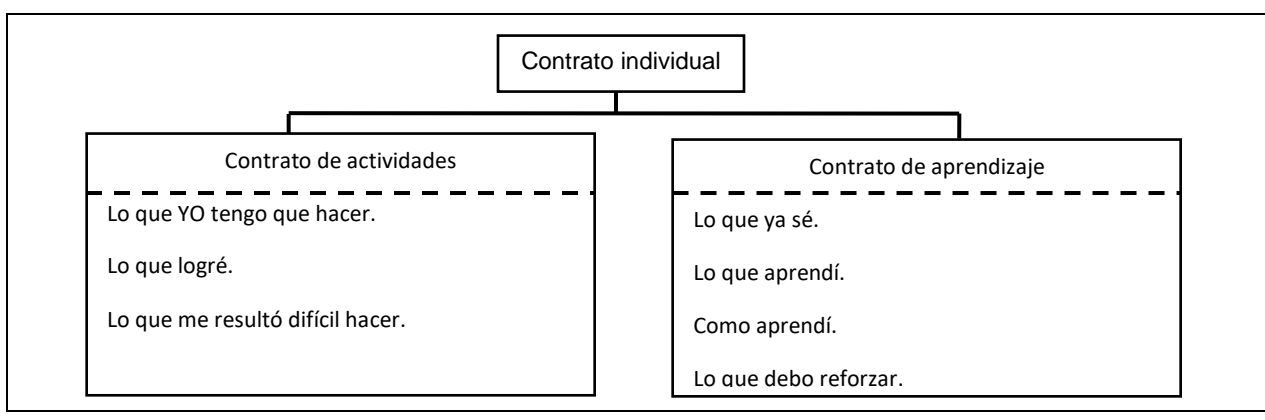 Contrato individual
Contrato de actividades
Lo que YO tengo que hacer.
Lo que logré.
Lo que me resultó difícil hacer.
Contrato de aprendizaje
Lo que ya sé.
Lo que aprendí.
Como aprendí.
Lo que debo reforzar.